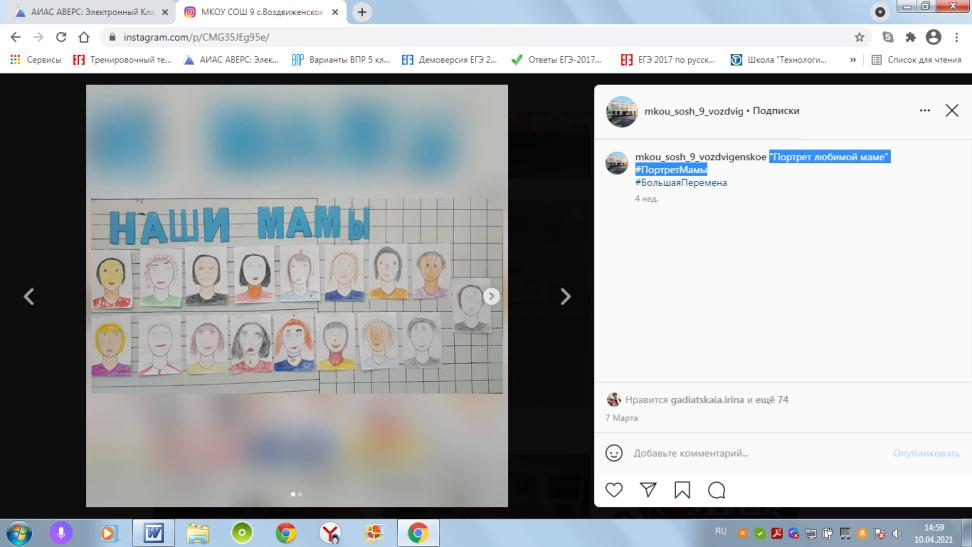 АИАС АВЕРС: Электронный Кла
МКОУ СОШ 9 с.Воздвиженское
instagram.com/p/CMG35JEg95e/
Сервисы
Тренировочный те...
АИАС АВЕРС: Элек...
Варианты ВПР 5 кл...
Демоверсия ЕГЭ 2...
Ответы ЕГЭ-2017...
ЕГЭ 2017 по русск...
Школа "Технологи...
»
Список для чтения
НАШИ МАМЫ
mkou_sosh_9_vozdvig • Подписки
mkou_sosh_9_vozdvigenskoe "Портрет любимой маме"
#ПортретМамы
#БольшаяПеремена
4 нед.
Нравится gadiatskaia.irina и ещё 74
7 Марта
Добавьте комментарий...
Опубликовать
RU
14:59
10.04.2021